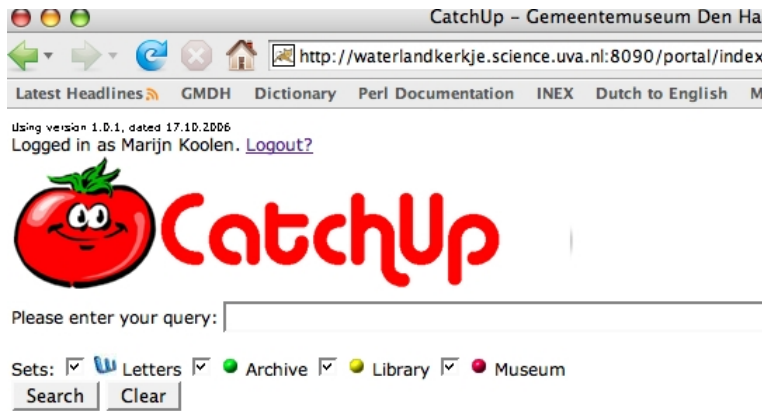 CatchUp – Gemeentemuseum Den Ha
http://waterlandkerkje.science.uva.nl:8090/portal/index
Latest Headlines GMDH Dictionary Perl Documentation INEX Dutch to English M
Using version 1.0.1, dated 17.10.2006
Logged in as Marijn Koolen. Logout?
CatchUp
Please enter your query:
Sets: Letters Archive Library Museum
Search Clear